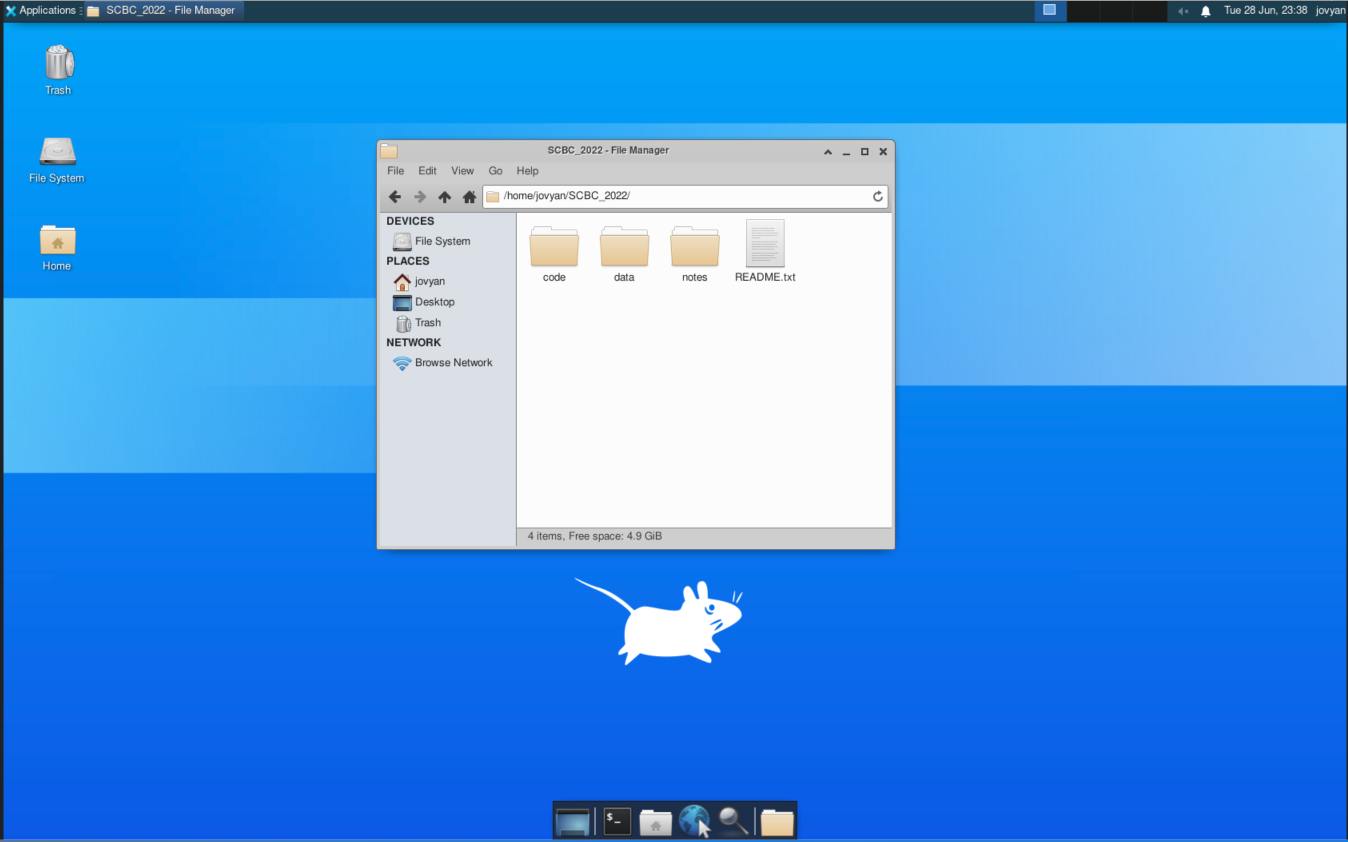 Applications SCBC_2022 - File Manager Tue 28 Jun, 23:38 jovyan
Trash
File System
Home
SCBC_2022 - File Manager
File Edit View Go Help
/home/jovyan/SCBC_2022/
DEVICES
File System
PLACES
jovyan
Desktop
Trash
NETWORK
Browse Network
code data notes README.txt
4 items, Free space: 4.9 GiB
$_